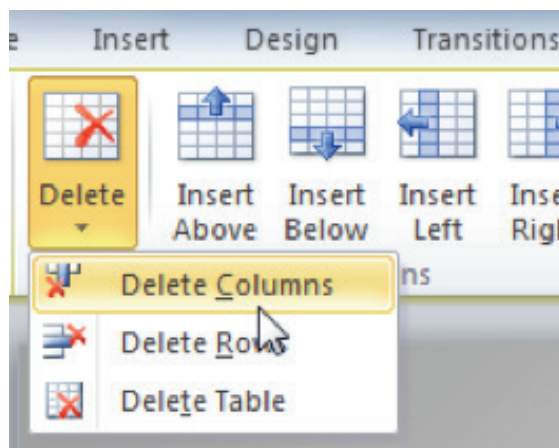 Insert Design Transitions
Delete Insert Insert Insert
Above Below Left
Delete Columns
Delete Rows
Delete Table